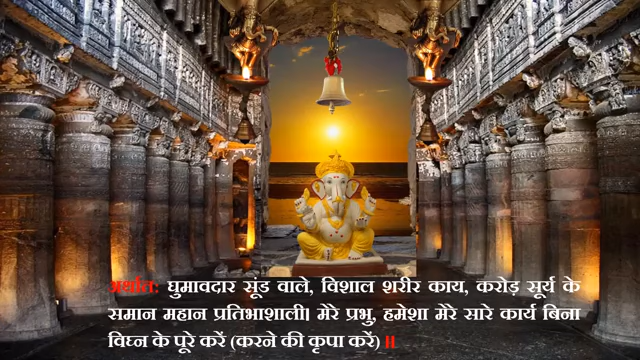 अर्थात: घुमावदार सूंड वाले, विशाल शरीर काय, करोड़ सूर्य के
समान महान प्रतिभाशाली। मेरे प्रभु, हमेशा मेरे सारे कार्य बिना
विघ्न के पूरे करें (करने की कृपा करें) ॥